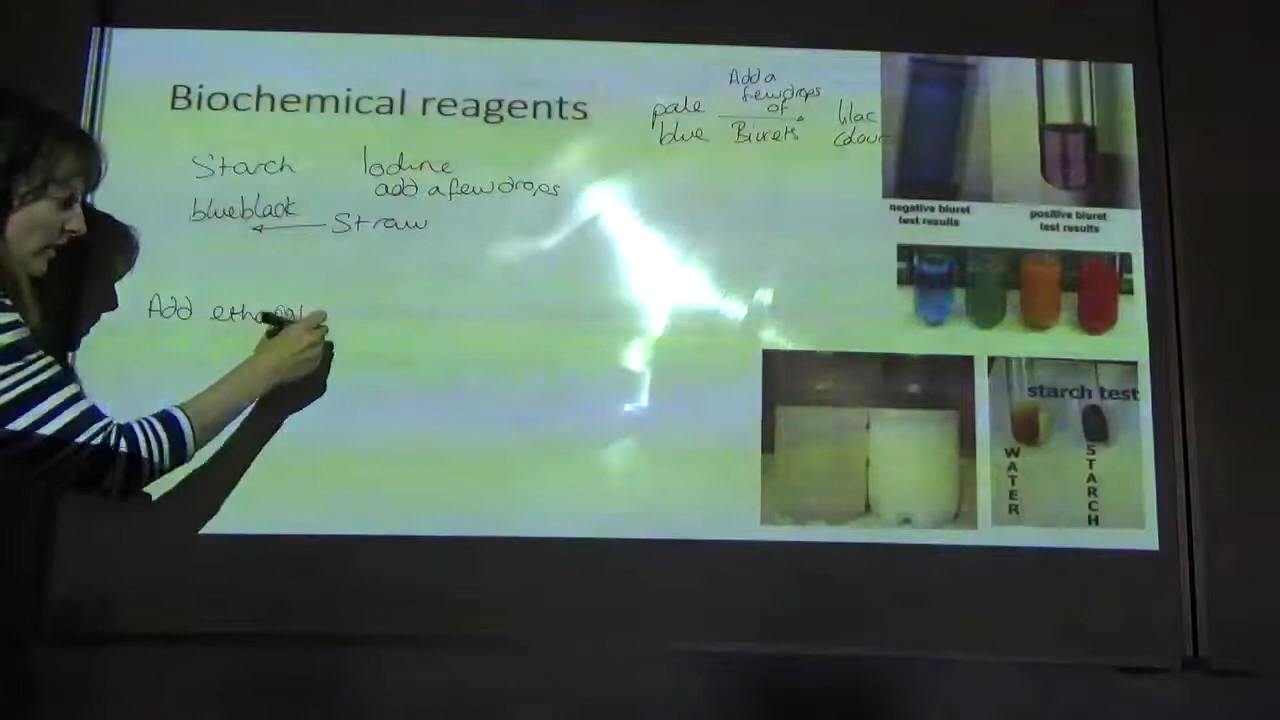 Biochemical reagents
Starch Iodine
add a few drops
blueblack
Straw
Add
pale
blue
Add a
few drops
of
Biurets
lilac
colour
negative biuret
test results
positive biuret
test results
starch test
WATER
STARCH